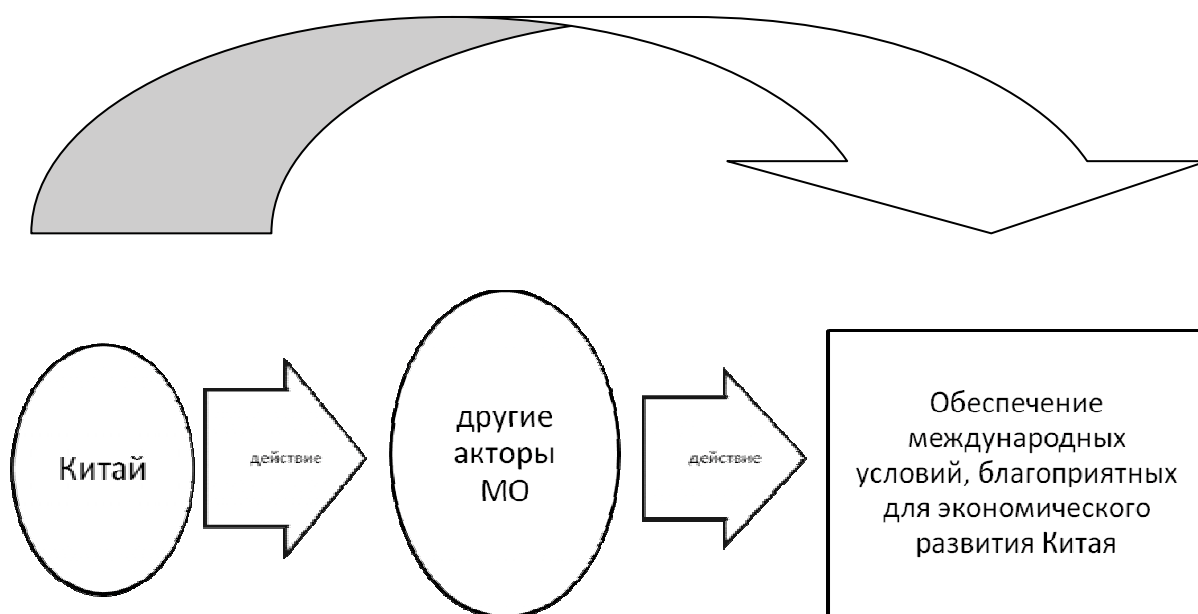 Китай
действие
другие
акторы
МО
действие
Обеспечение
международных
условий, благоприятных
для экономического
развития Китая